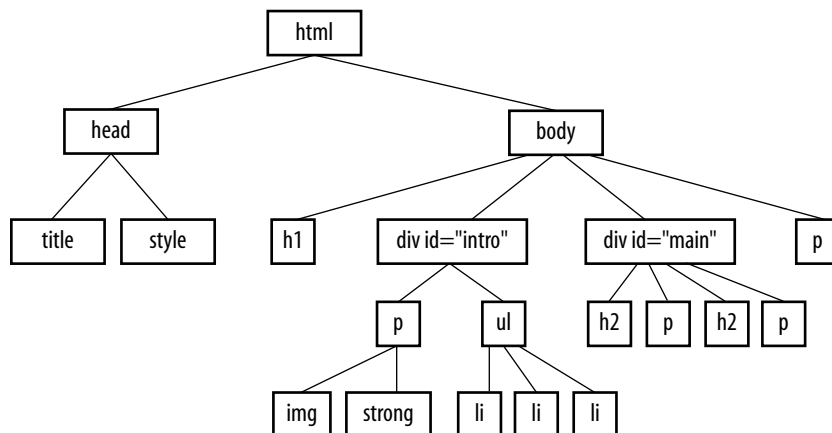 html
head body
title style h1 div id="intro" div id="main" p
p ul h2 p h2 p
img strong li li li